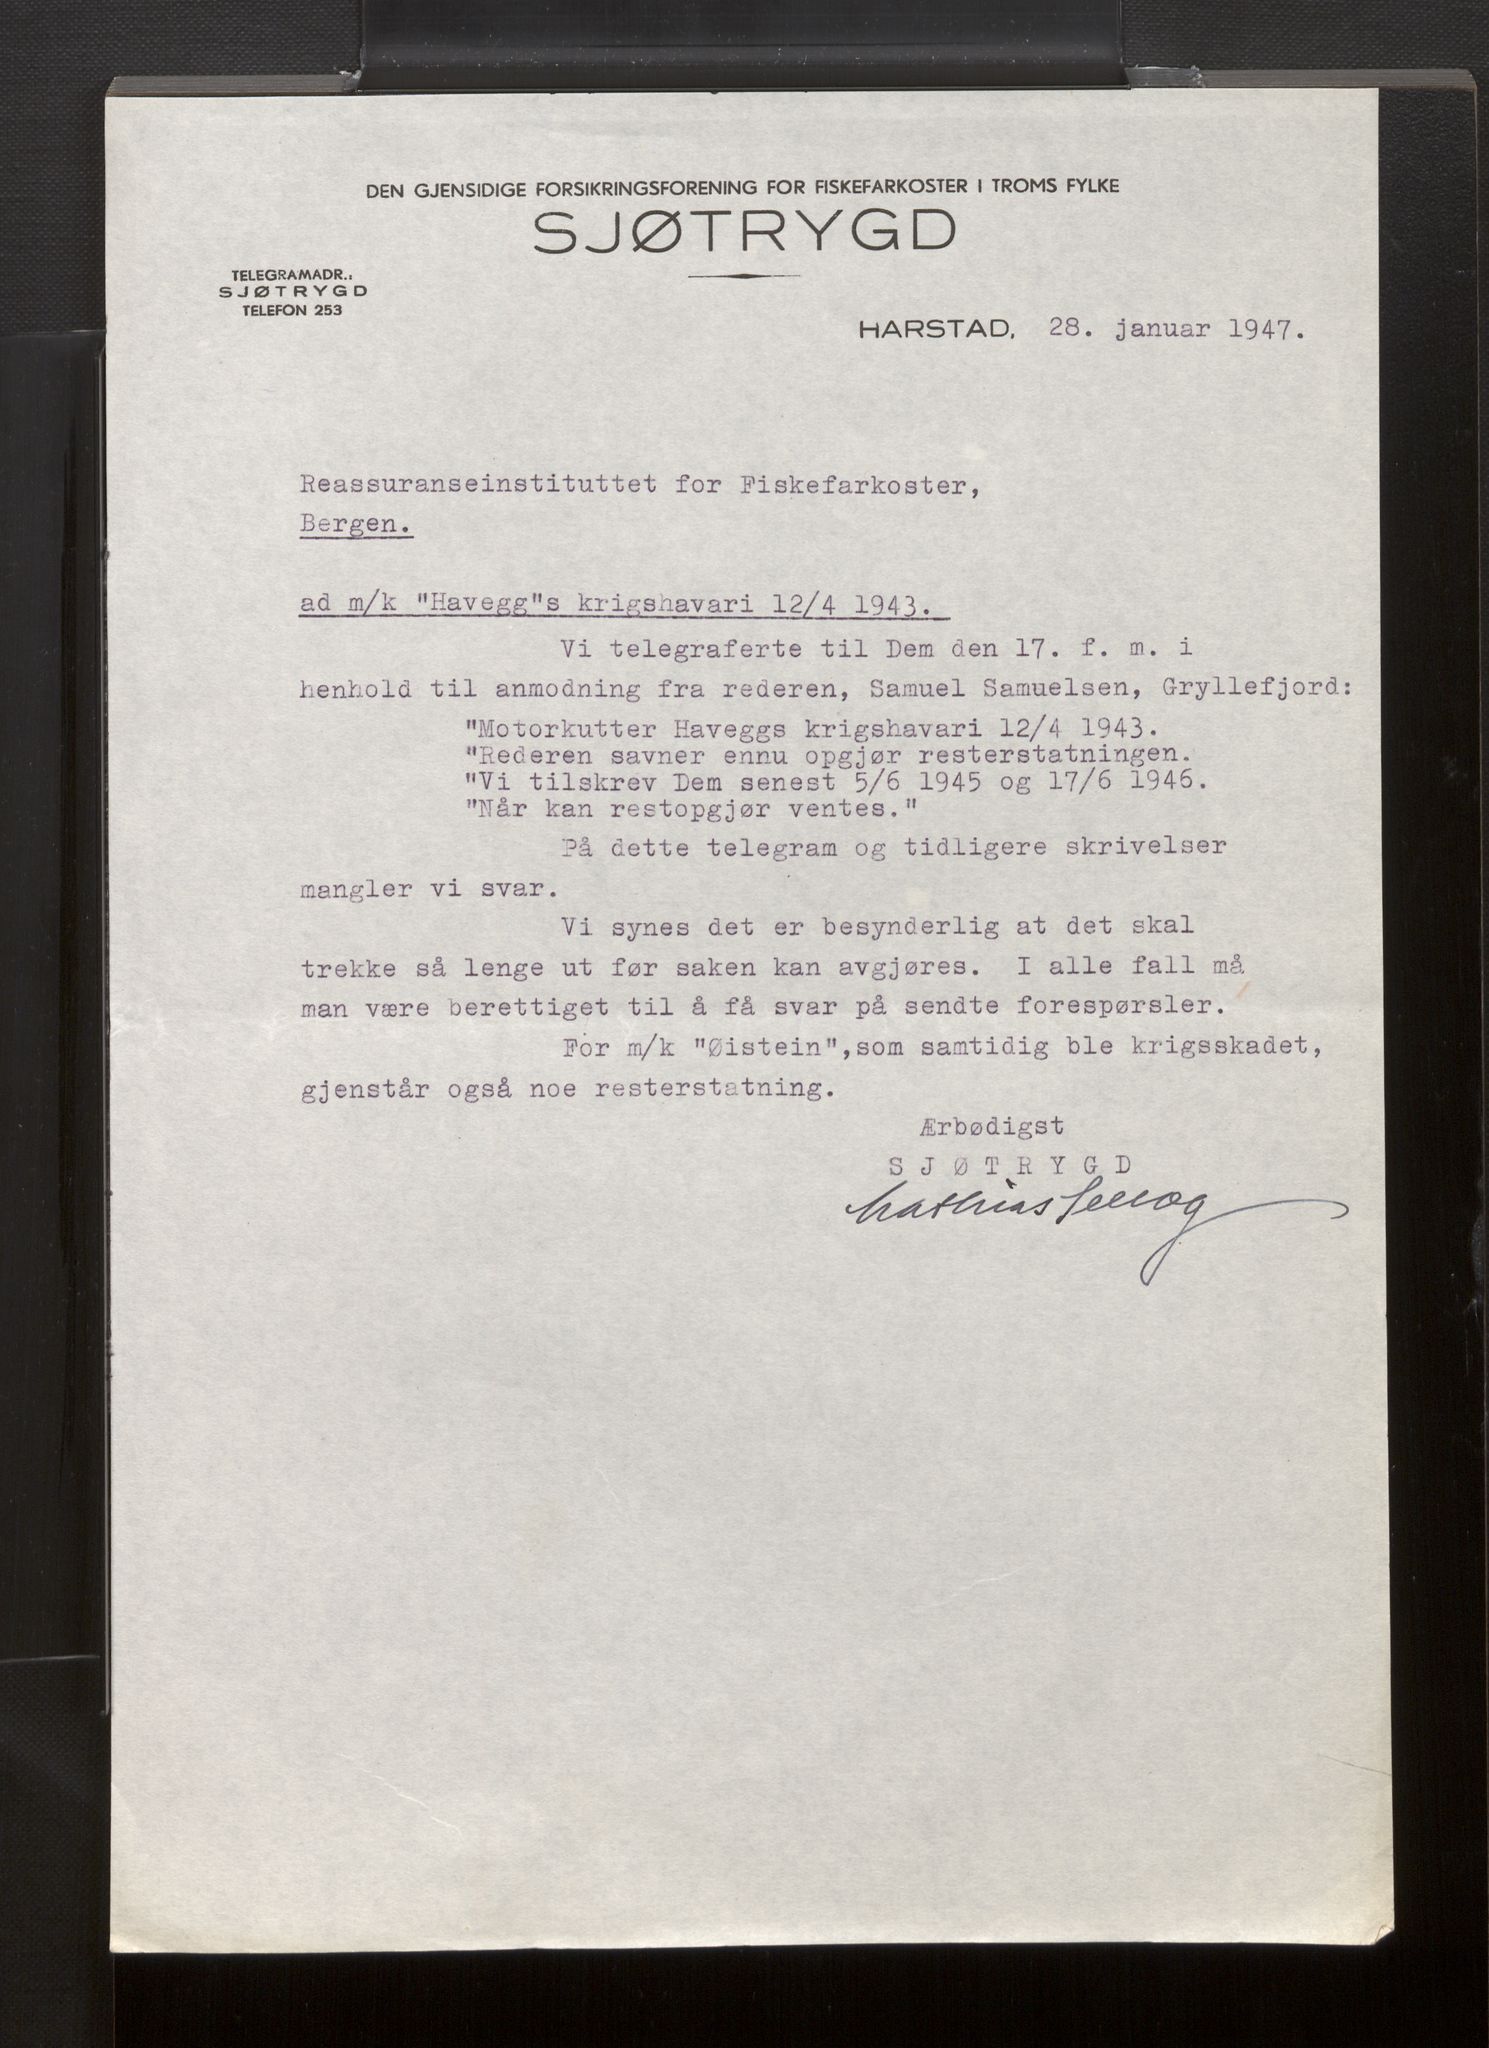 DEN GJENSIDIGE FORSIKRINGSFORENING FOR FISKEFARKOSTER I TROMS FYLKE
SJØTRYGD
TELEGRAMADR.:
SJØTRYGD
TELEFON 253
HARSTAD, 28. januar 1947.
Reassuranseinstituttet for Fiskefarkoster,
Bergen.
ad m/k "Havegg"s krigshavari 12/4 1943.
Vi telegraferte til Dem den 17. f. m. i
henhold til anmodning fra rederen, Samuel Samuelsen, Gryllefjord:
"Motorkutter Haveggs krigshavari 12/4 1943.
"Rederen savner ennu opgjør resterstatningen.
"Vi tilskrev Dem senest 5/6 1945 og 17/6 1946.
"Når kan restopgjør ventes."
På dette telegram og tidligere skrivelser
mangler vi svar.
Vi synes det er besynderlig at det skal
trekke så lenge ut før saken kan avgjøres. I alle fall må
man være berettiget til å få svar på sendte forespørsler.
For m/k "Øistein",som samtidig ble krigsskadet,
gjenstår også noe resterstatning.
Ærbødigst
S J Ø T R Y G D
Mathias